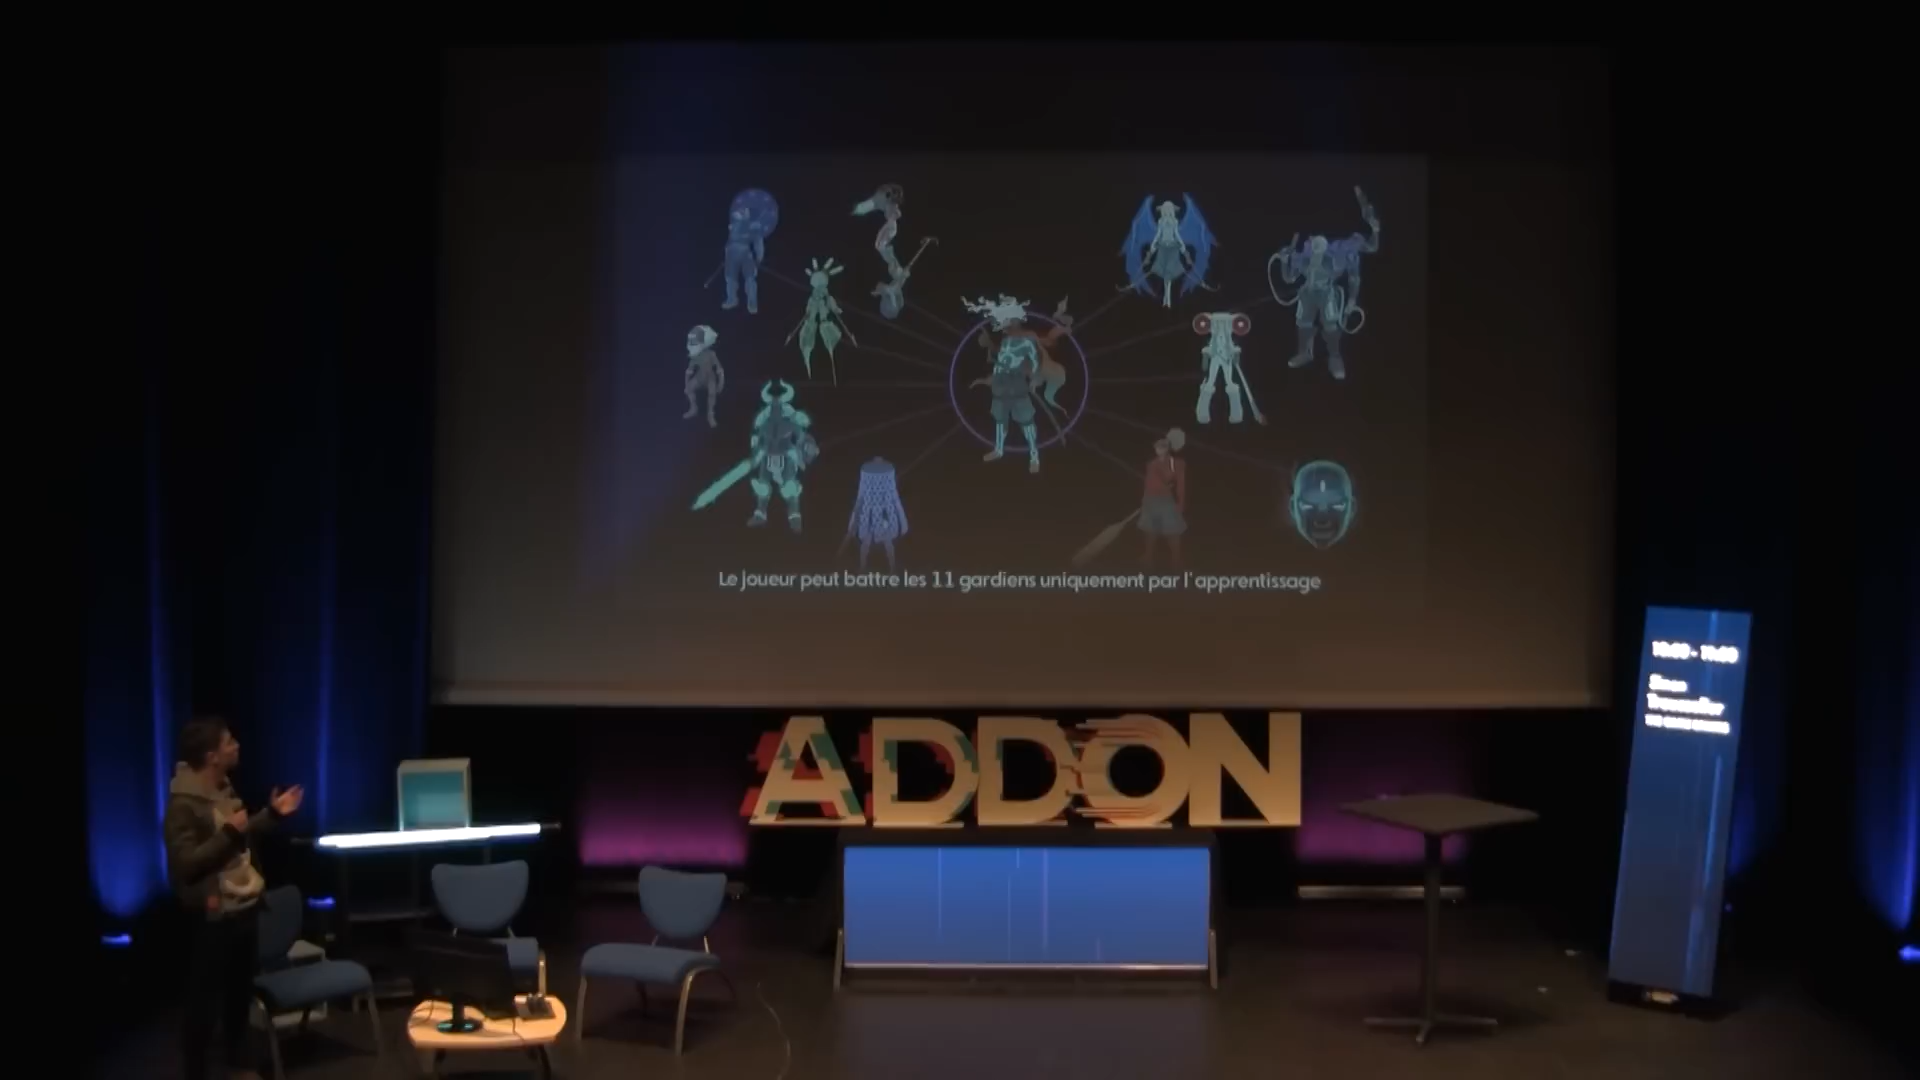 Le joueur peut battre les 11 gardiens uniquement par l'apprentissage
ADDON